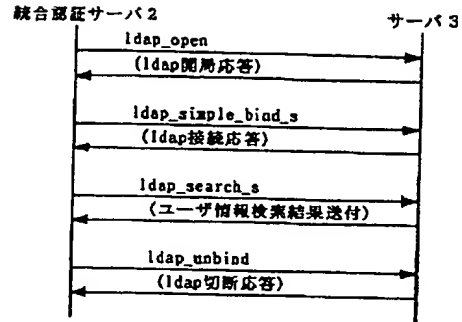 統合認証サーバ2
サーバ3
ldap_open
(ldap開局応答)
ldap_simple_bind_s
(ldap接続応答)
ldap_search_s
(ユーザ情報検索結果送付)
ldap_unbind
(ldap切断応答)